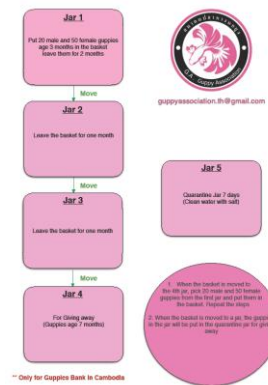 Jar 1
Put 20 male and 50 female guppies
age 3 months in the basket
leave them for 2 months
Move
Jar 2
Leave the basket for one month
Move
Jar 3
Leave the basket for one month
Move
Jar 4
For Giving away
(Guppies age 7 months)
** Only for Guppies Bank in Cambodia
G.A. Guppy Association
guppyassociation.th@gmail.com
Jar 5
Quarantine Jar 7 days
(Clean water with salt)
1. When the basket is moved to
the 4th jar, pick 20 male and 50 female
guppies from the first jar and put them in
the basket. Repeat the steps
2. When the basket is moved to a jar, the guppies
in the jar will be put in the quarantine jar for giving
away